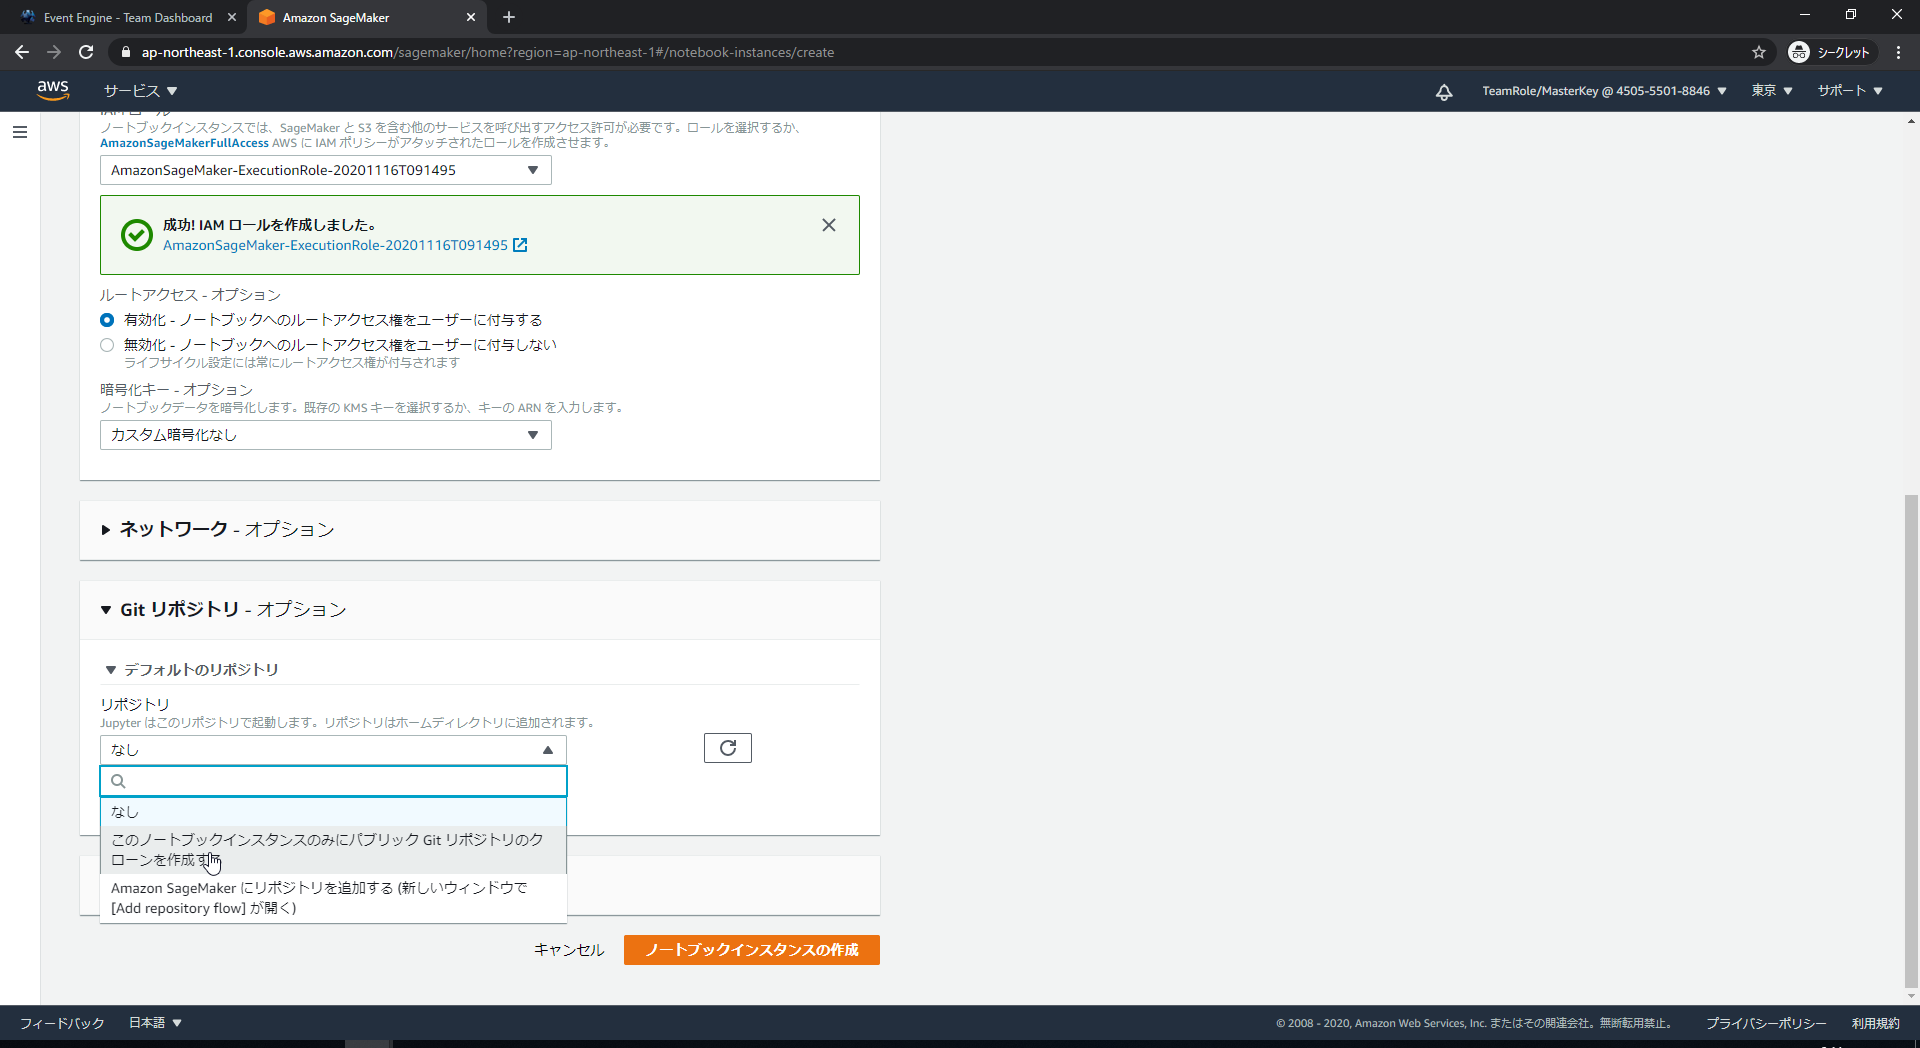 Event Engine - Team Dashboard
Amazon SageMaker
ap-northeast-1.console.aws.amazon.com/sagemaker/home?region=ap-northeast-1#/notebook-instances/create
シークレット
aws
サービス
TeamRole/MasterKey @ 4505-5501-8846
東京
サポート
IAM ロール
ノートブックインスタンスでは、SageMaker と S3 を含む他のサービスを呼び出すアクセス許可が必要です。ロールを選択するか、
AmazonSageMakerFullAccess AWS に IAM ポリシーがアタッチされたロールを作成させます。
AmazonSageMaker-ExecutionRole-20201116T091495
成功! IAM ロールを作成しました。
AmazonSageMaker-ExecutionRole-20201116T091495
ルートアクセス - オプション
有効化 - ノートブックへのルートアクセス権をユーザーに付与する
無効化 - ノートブックへのルートアクセス権をユーザーに付与しない
ライフサイクル設定には常にルートアクセス権が付与されます
暗号化キー - オプション
ノートブックデータを暗号化します。既存の KMS キーを選択するか、キーの ARN を入力します。
カスタム暗号化なし
ネットワーク - オプション
Git リポジトリ - オプション
デフォルトのリポジトリ
リポジトリ
Jupyter はこのリポジトリで起動します。リポジトリはホームディレクトリに追加されます。
なし
なし
このノートブックインスタンスのみにパブリック Git リポジトリのク
ローンを作成す
Amazon SageMaker にリポジトリを追加する (新しいウィンドウで
[Add repository flow] が開く)
キャンセル
ノートブックインスタンスの作成
フィードバック
日本語
© 2008 - 2020, Amazon Web Services, Inc. またはその関連会社。無断転用禁止。
プライバシーポリシー
利用規約